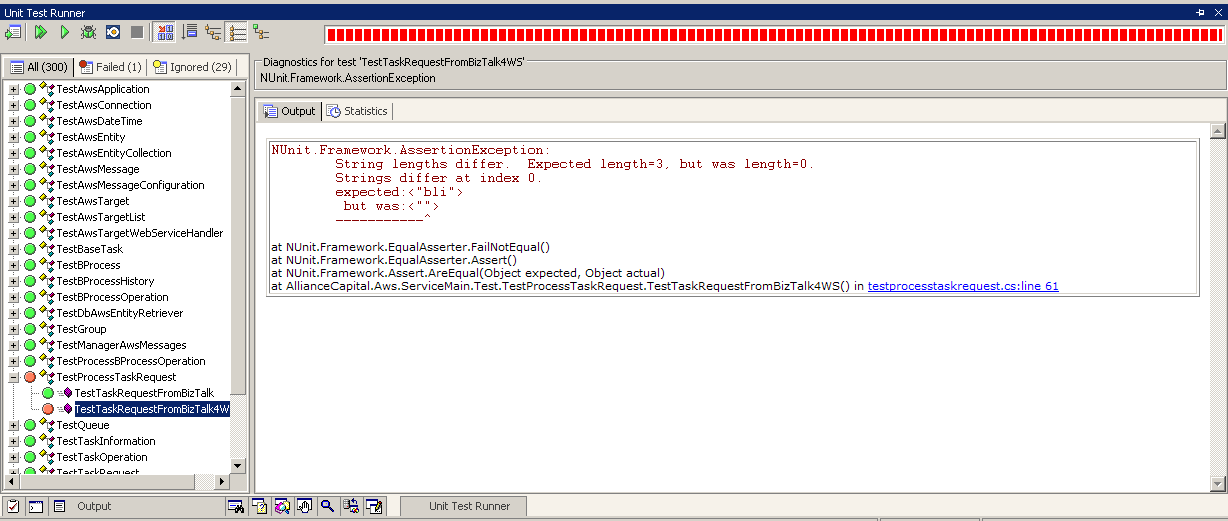 Unit Test Runner
All (300)
Failed (1)
Ignored (29)
TestAwsApplication
TestAwsConnection
TestAwsDateTime
TestAwsEntity
TestAwsEntityCollection
TestAwsMessage
TestAwsMessageConfiguration
TestAwsTarget
TestAwsTargetList
TestAwsTargetWebServiceHandler
TestBaseTask
TestBProcess
TestBProcessHistory
TestBProcessOperation
TestDbAwsEntityRetriever
TestGroup
TestManagerAwsMessages
TestProcessBProcessOperation
TestProcessTaskRequest
TestTaskRequestFromBizTalk
TestTaskRequestFromBizTalk4W
TestQueue
TestTaskInformation
TestTaskOperation
TestTaskRequest
Diagnostics for test 'TestTaskRequestFromBizTalk4WS'
NUnit.Framework.AssertionException
Output
Statistics
NUnit.Framework.AssertionException:
String lengths differ.  Expected length=3, but was length=0.
Strings differ at index 0.
expected:<"bli">
but was:<"">
-----------^
at NUnit.Framework.EqualAsserter.FailNotEqual()
at NUnit.Framework.EqualAsserter.Assert()
at NUnit.Framework.Assert.AreEqual(Object expected, Object actual)
at AllianceCapital.Aws.ServiceMain.Test.TestProcessTaskRequest.TestTaskRequestFromBizTalk4WS() in testprocesstaskrequest.cs:line 61
Output
Unit Test Runner